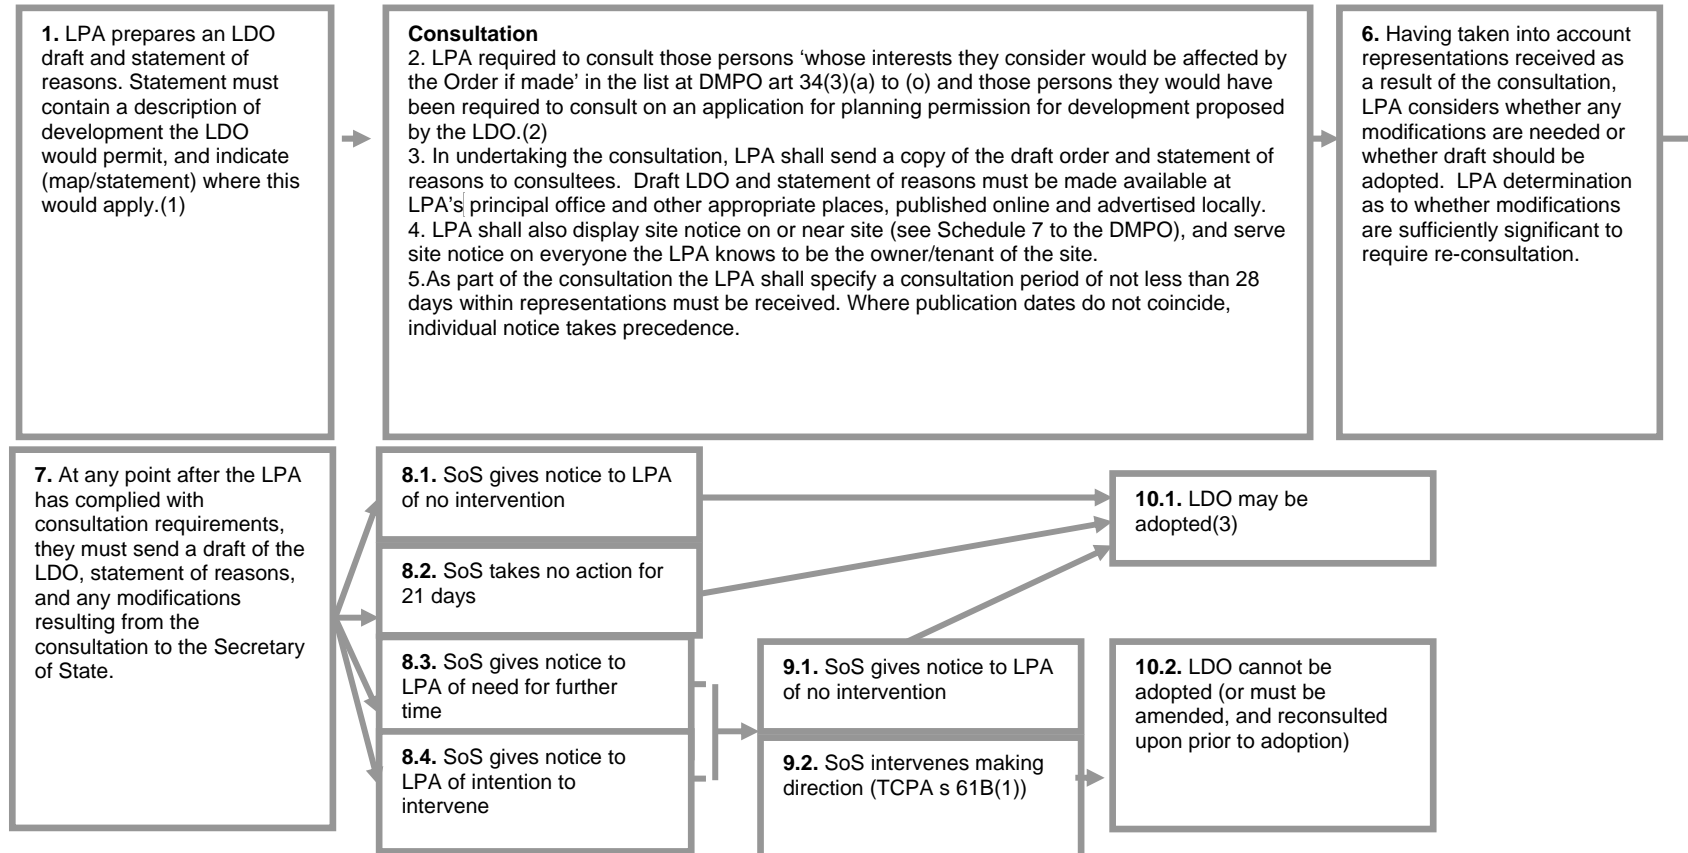 1. LPA prepares an LDO
draft and statement of
reasons. Statement must
contain a description of
development the LDO
would permit, and indicate
(map/statement) where this
would apply.(1)
Consultation
2. LPA required to consult those persons ‘whose interests they consider would be affected by
the Order if made’ in the list at DMPO art 34(3)(a) to (o) and those persons they would have
been required to consult on an application for planning permission for development proposed
by the LDO.(2)
3. In undertaking the consultation, LPA shall send a copy of the draft order and statement of
reasons to consultees.  Draft LDO and statement of reasons must be made available at
LPA’s principal office and other appropriate places, published online and advertised locally.
4. LPA shall also display site notice on or near site (see Schedule 7 to the DMPO), and serve
site notice on everyone the LPA knows to be the owner/tenant of the site.
5.As part of the consultation the LPA shall specify a consultation period of not less than 28
days within representations must be received. Where publication dates do not coincide,
individual notice takes precedence.
6. Having taken into account
representations received as
a result of the consultation,
LPA considers whether any
modifications are needed or
whether draft should be
adopted.  LPA determination
as to whether modifications
are sufficiently significant to
require re-consultation.
7. At any point after the LPA
has complied with
consultation requirements,
they must send a draft of the
LDO, statement of reasons,
and any modifications
resulting from the
consultation to the Secretary
of State.
8.1. SoS gives notice to LPA
of no intervention
8.2. SoS takes no action for
21 days
8.3. SoS gives notice to
LPA of need for further
time
8.4. SoS gives notice to
LPA of intention to
intervene
9.1. SoS gives notice to LPA
of no intervention
9.2. SoS intervenes making
direction (TCPA s 61B(1))
10.1. LDO may be
adopted(3)
10.2. LDO cannot be
adopted (or must be
amended, and reconsulted
upon prior to adoption)